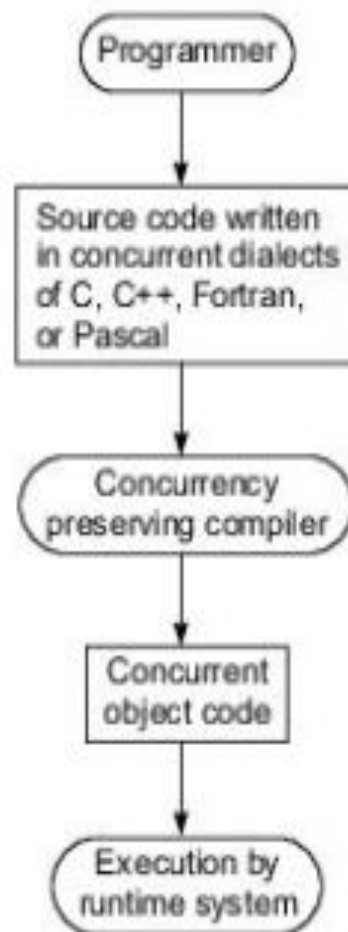 Programmer
Source code written
in concurrent dialects
of C, C++, Fortran,
or Pascal
Concurrency
preserving compiler
Concurrent
object code
Execution by
runtime system